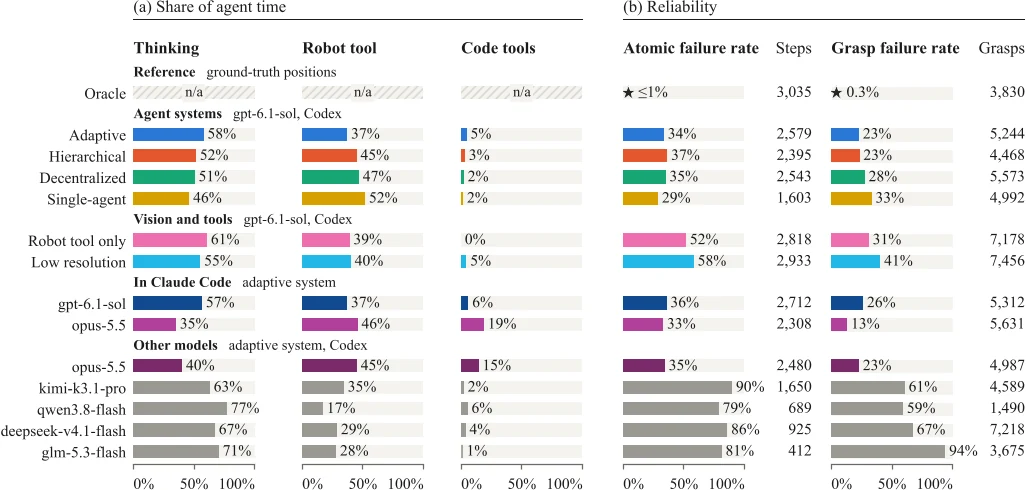 (a) Share of agent time (b) Reliability
Thinking Robot tool Code tools Atomic failure rate Steps Grasp failure rate Grasps
Reference ground-truth positions
Oracle n/a n/a n/a ★ ≤1% 3,035 ★ 0.3% 3,830
Agent systems gpt-6.1-sol, Codex
Adaptive 58% 37% 5% 34% 2,579 23% 5,244
Hierarchical 52% 45% 3% 37% 2,395 23% 4,468
Decentralized 51% 47% 2% 35% 2,543 28% 5,573
Single-agent 46% 52% 2% 29% 1,603 33% 4,992
Vision and tools gpt-6.1-sol, Codex
Robot tool only 61% 39% 0% 52% 2,818 31% 7,178
Low resolution 55% 40% 5% 58% 2,933 41% 7,456
In Claude Code adaptive system
gpt-6.1-sol 57% 37% 6% 36% 2,712 26% 5,312
opus-5.5 35% 46% 19% 33% 2,308 13% 5,631
Other models adaptive system, Codex
opus-5.5 40% 45% 15% 35% 2,480 23% 4,987
kimi-k3.1-pro 63% 35% 2% 90% 1,650 61% 4,589
qwen3.8-flash 77% 17% 6% 79% 689 59% 1,490
deepseek-v4.1-flash 67% 29% 4% 86% 925 67% 7,218
glm-5.3-flash 71% 28% 1% 81% 412 94% 3,675
0% 50% 100% 0% 50% 100% 0% 50% 100% 0% 50% 100% 0% 50% 100%